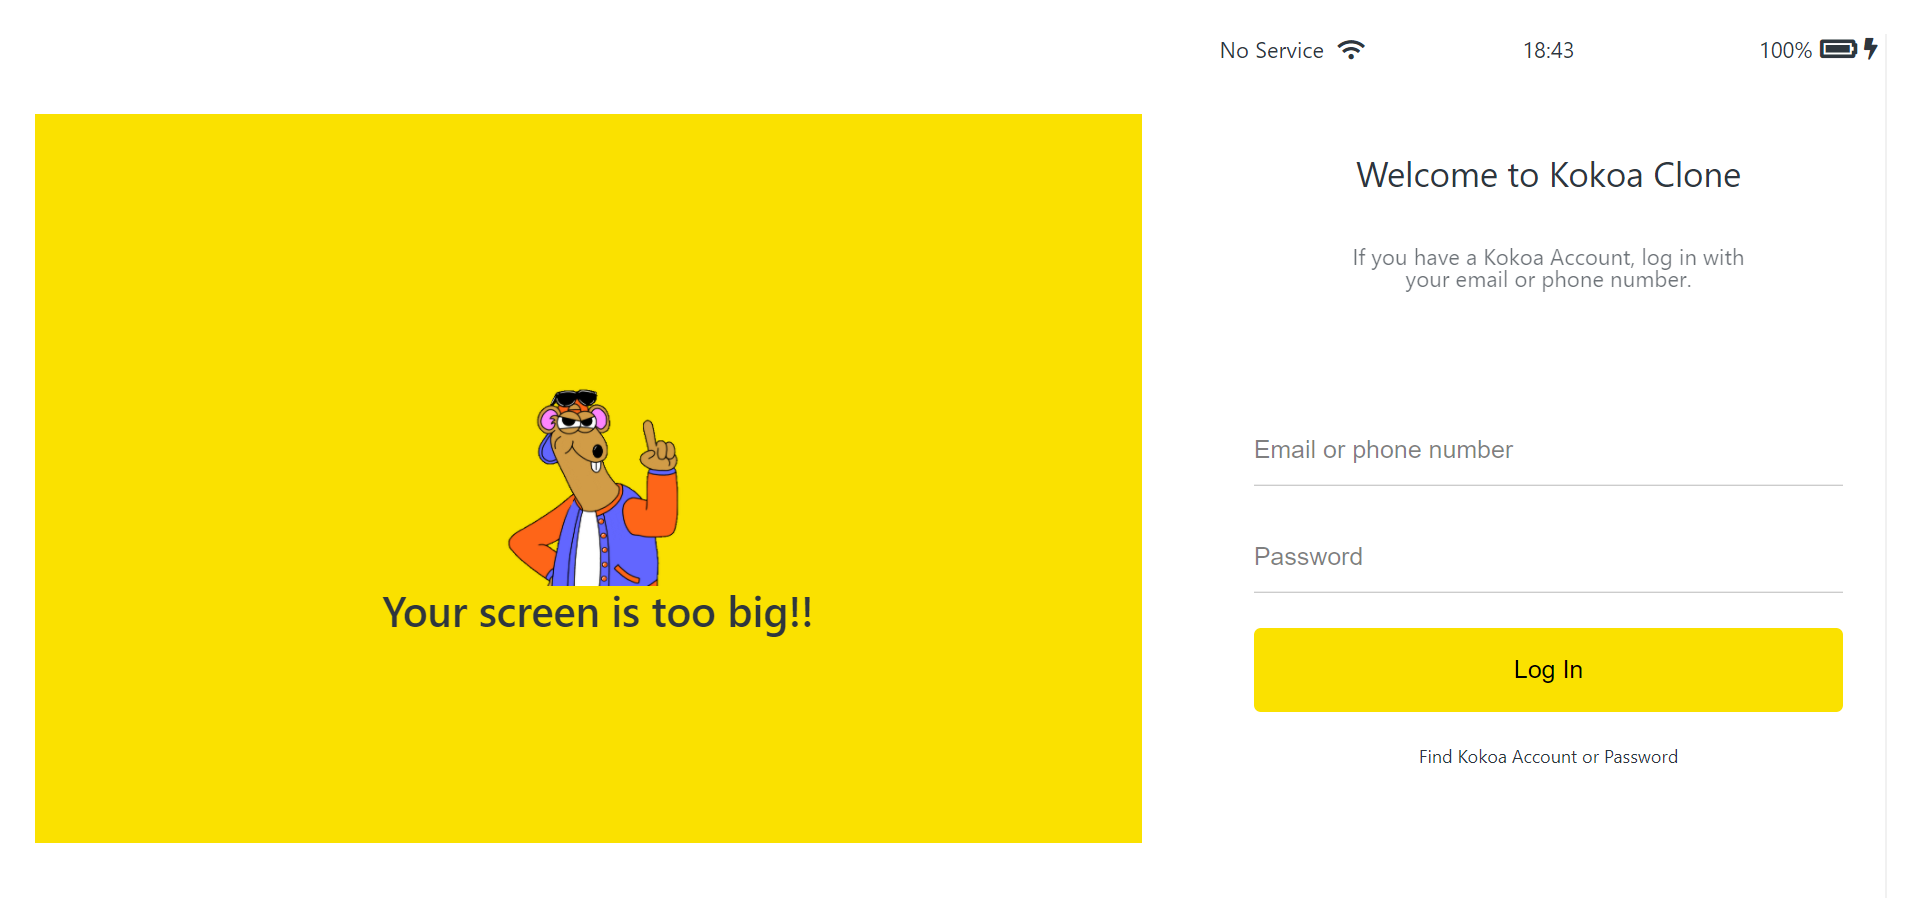 No Service
18:43
100%
Your screen is too big!!
Welcome to Kokoa Clone
If you have a Kokoa Account, log in with
your email or phone number.
Email or phone number
Password
Log In
Find Kokoa Account or Password